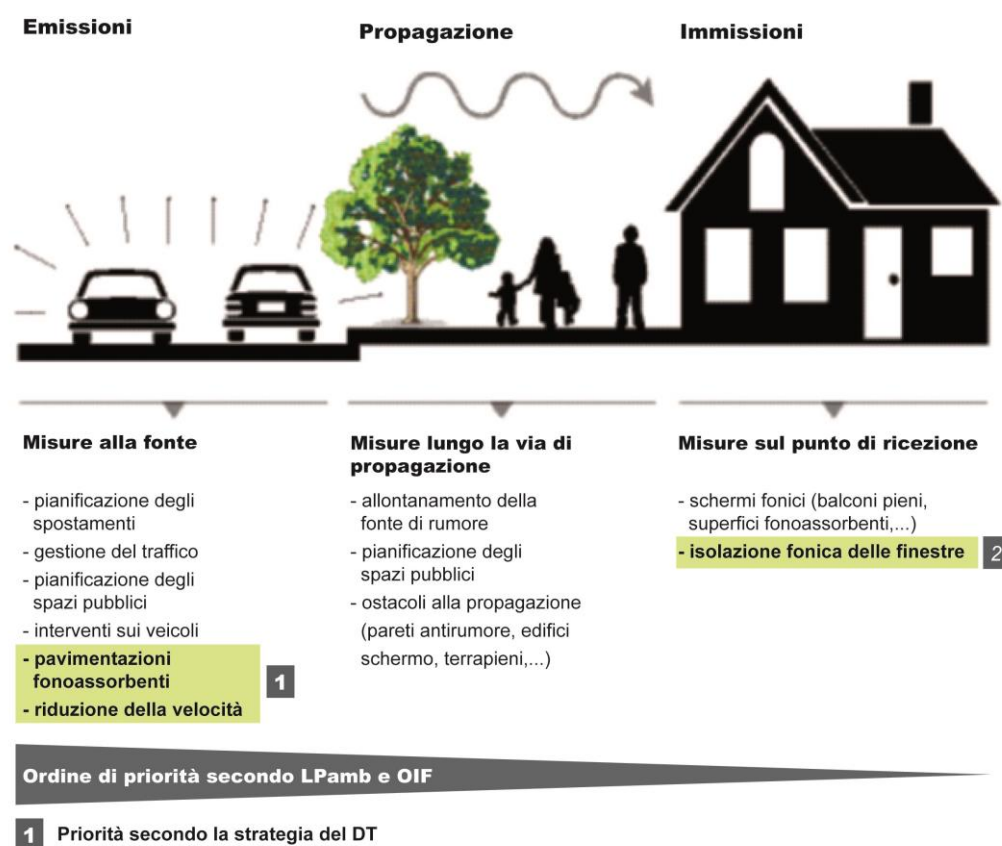 Emissioni
Propagazione
Immissioni
Misure alla fonte
- pianificazione degli
spostamenti
- gestione del traffico
- pianificazione degli
spazi pubblici
- interventi sui veicoli
- pavimentazioni
fonoassorbenti
- riduzione della velocità
1
Misure lungo la via di
propagazione
- allontanamento della
fonte di rumore
- pianificazione degli
spazi pubblici
- ostacoli alla propagazione
(pareti antirumore, edifici
schermo, terrapieni,...)
Misure sul punto di ricezione
- schermi fonici (balconi pieni,
superfici fonoassorbenti,...)
- isolazione fonica delle finestre
2
Ordine di priorità secondo LPamb e OIF
1 Priorità secondo la strategia del DT